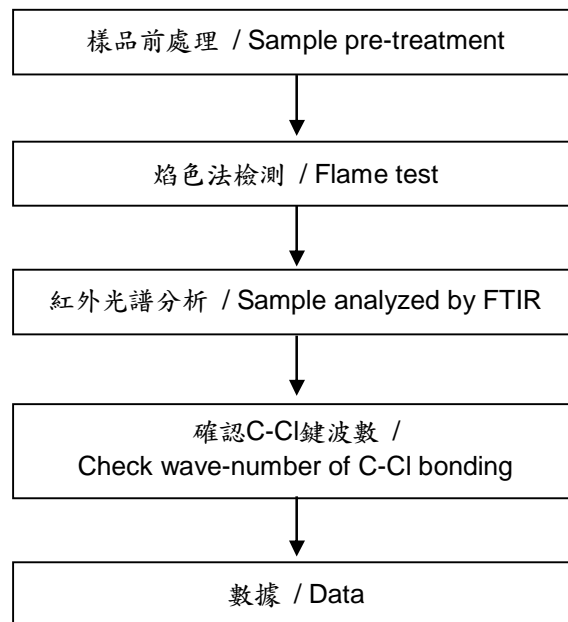 樣品前處理 / Sample pre-treatment
焰色法檢測 / Flame test
紅外光譜分析 / Sample analyzed by FTIR
確認C-Cl鍵波數 /
Check wave-number of C-Cl bonding
數據 / Data